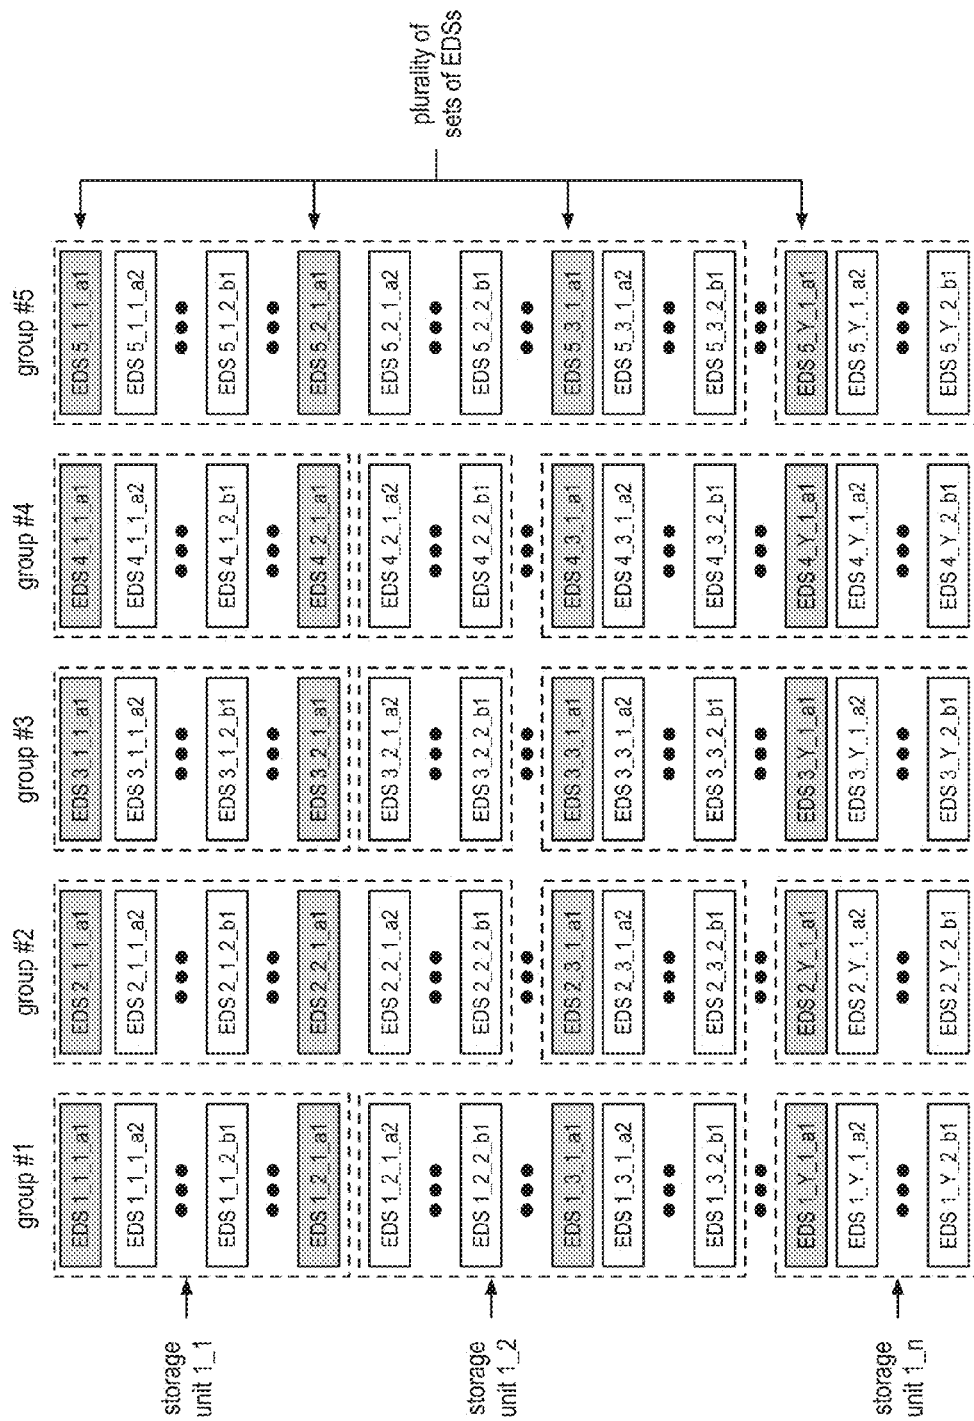 group #1
EDS 1_1_1_a1
EDS 1_1_1_a2
EDS 1_1_2_b1
EDS 1_2_1_a1
EDS 1_2_1_a2
EDS 1_2_2_b1
EDS 1_3_1_a1
EDS 1_3_1_a2
EDS 1_3_2_b1
EDS 1_Y_1_a1
EDS 1_Y_1_a2
EDS 1_Y_2_b1
group #2
EDS 2_1_1_a1
EDS 2_1_1_a2
EDS 2_1_2_b1
EDS 2_2_1_a1
EDS 2_2_1_a2
EDS 2_2_2_b1
EDS 2_3_1_a1
EDS 2_3_1_a2
EDS 2_3_2_b1
EDS 2_Y_1_a1
EDS 2_Y_1_a2
EDS 2_Y_2_b1
group #3
EDS 3_1_1_a1
EDS 3_1_1_a2
EDS 3_1_2_b1
EDS 3_2_1_a1
EDS 3_2_1_a2
EDS 3_2_2_b1
EDS 3_3_1_a1
EDS 3_3_1_a2
EDS 3_3_2_b1
EDS 3_Y_1_a1
EDS 3_Y_1_a2
EDS 3_Y_2_b1
group #4
EDS 4_1_1_a1
EDS 4_1_1_a2
EDS 4_1_2_b1
EDS 4_2_1_a1
EDS 4_2_1_a2
EDS 4_2_2_b1
EDS 4_3_1_a1
EDS 4_3_1_a2
EDS 4_3_2_b1
EDS 4_Y_1_a1
EDS 4_Y_1_a2
EDS 4_Y_2_b1
group #5
EDS 5_1_1_a1
EDS 5_1_1_a2
EDS 5_1_2_b1
EDS 5_2_1_a1
EDS 5_2_1_a2
EDS 5_2_2_b1
EDS 5_3_1_a1
EDS 5_3_1_a2
EDS 5_3_2_b1
EDS 5_Y_1_a1
EDS 5_Y_1_a2
EDS 5_Y_2_b1
storage
unit 1_1
storage
unit 1_2
storage
unit 1_n
plurality of
sets of EDSs